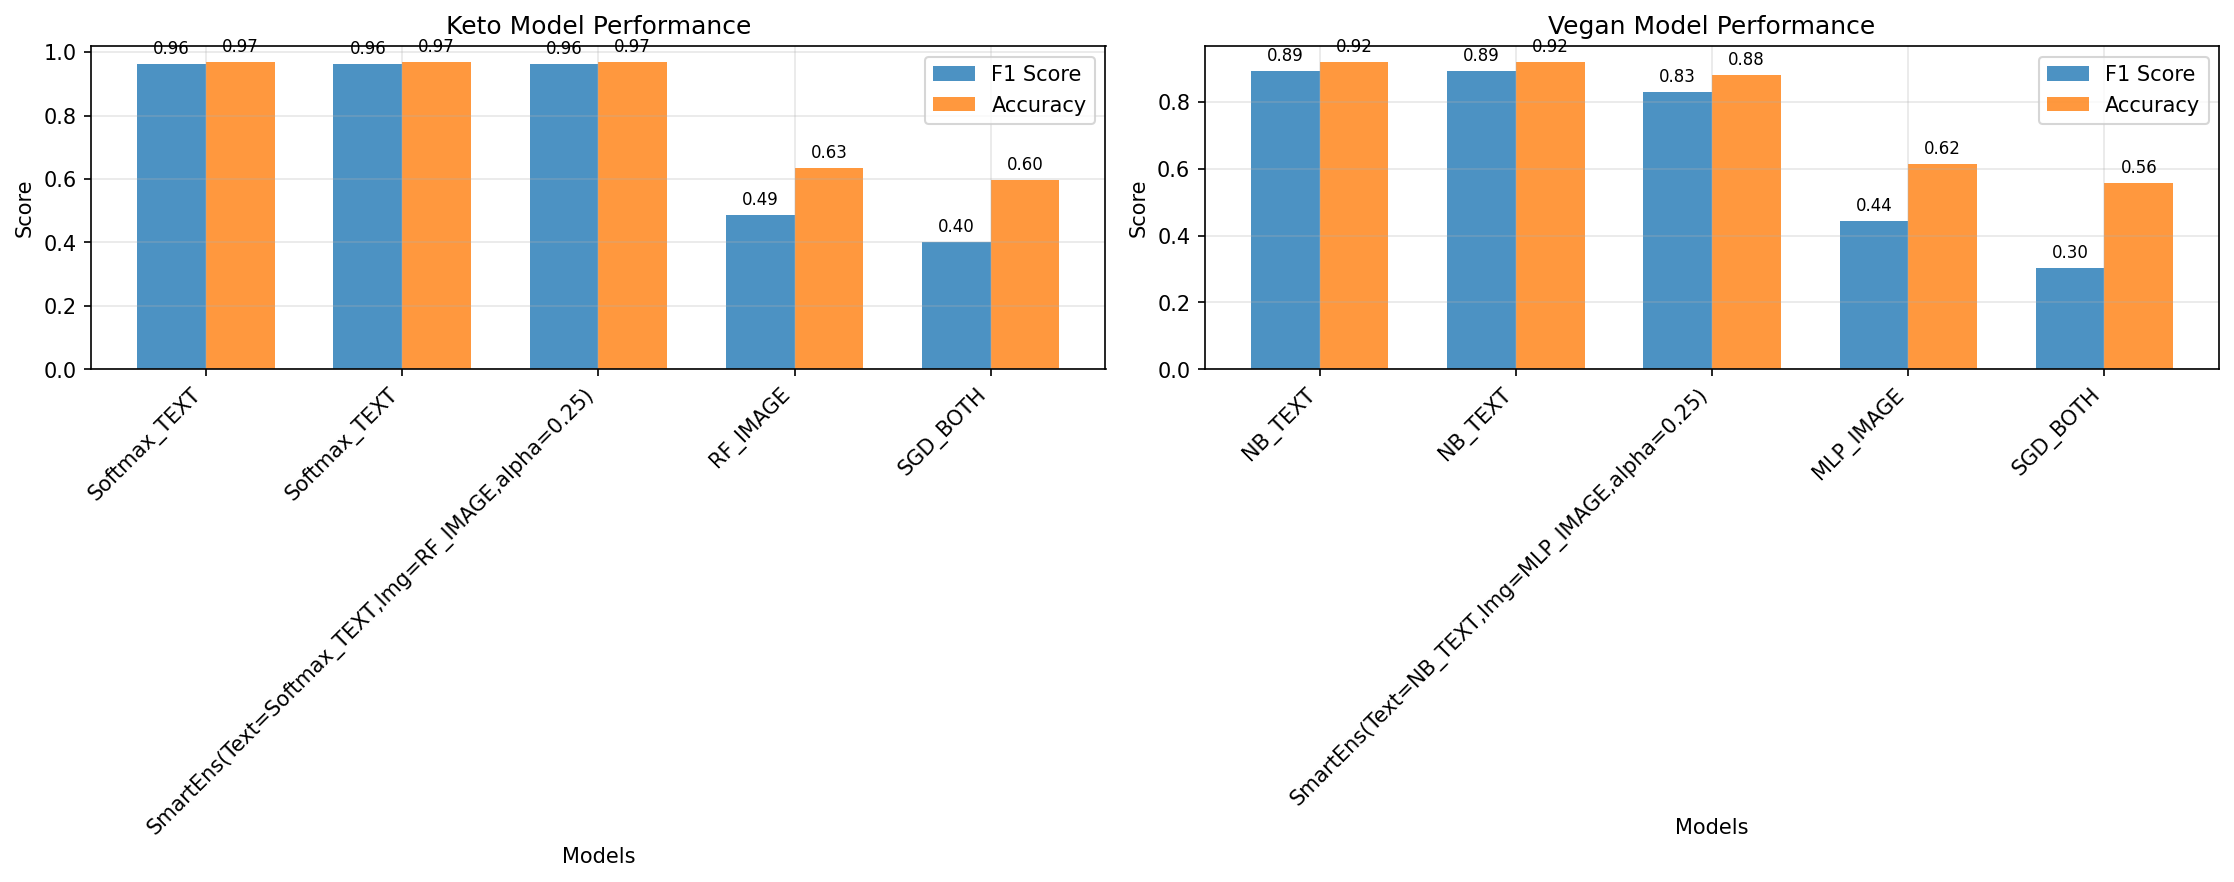 Keto Model Performance
0.96 0.97 0.96 0.97 0.96 0.97 0.49 0.63 0.40 0.60
F1 Score
Accuracy
1.0
0.8
0.6
0.4
0.2
0.0
Score
Softmax_TEXT
Softmax_TEXT
SmartEns(Text=Softmax_TEXT,Img=RF_IMAGE,alpha=0.25)
RF_IMAGE
SGD_BOTH
Models
Vegan Model Performance
0.89 0.92 0.89 0.92 0.83 0.88 0.44 0.62 0.30 0.56
F1 Score
Accuracy
0.8
0.6
0.4
0.2
0.0
Score
NB_TEXT
NB_TEXT
SmartEns(Text=NB_TEXT,Img=MLP_IMAGE,alpha=0.25)
MLP_IMAGE
SGD_BOTH
Models